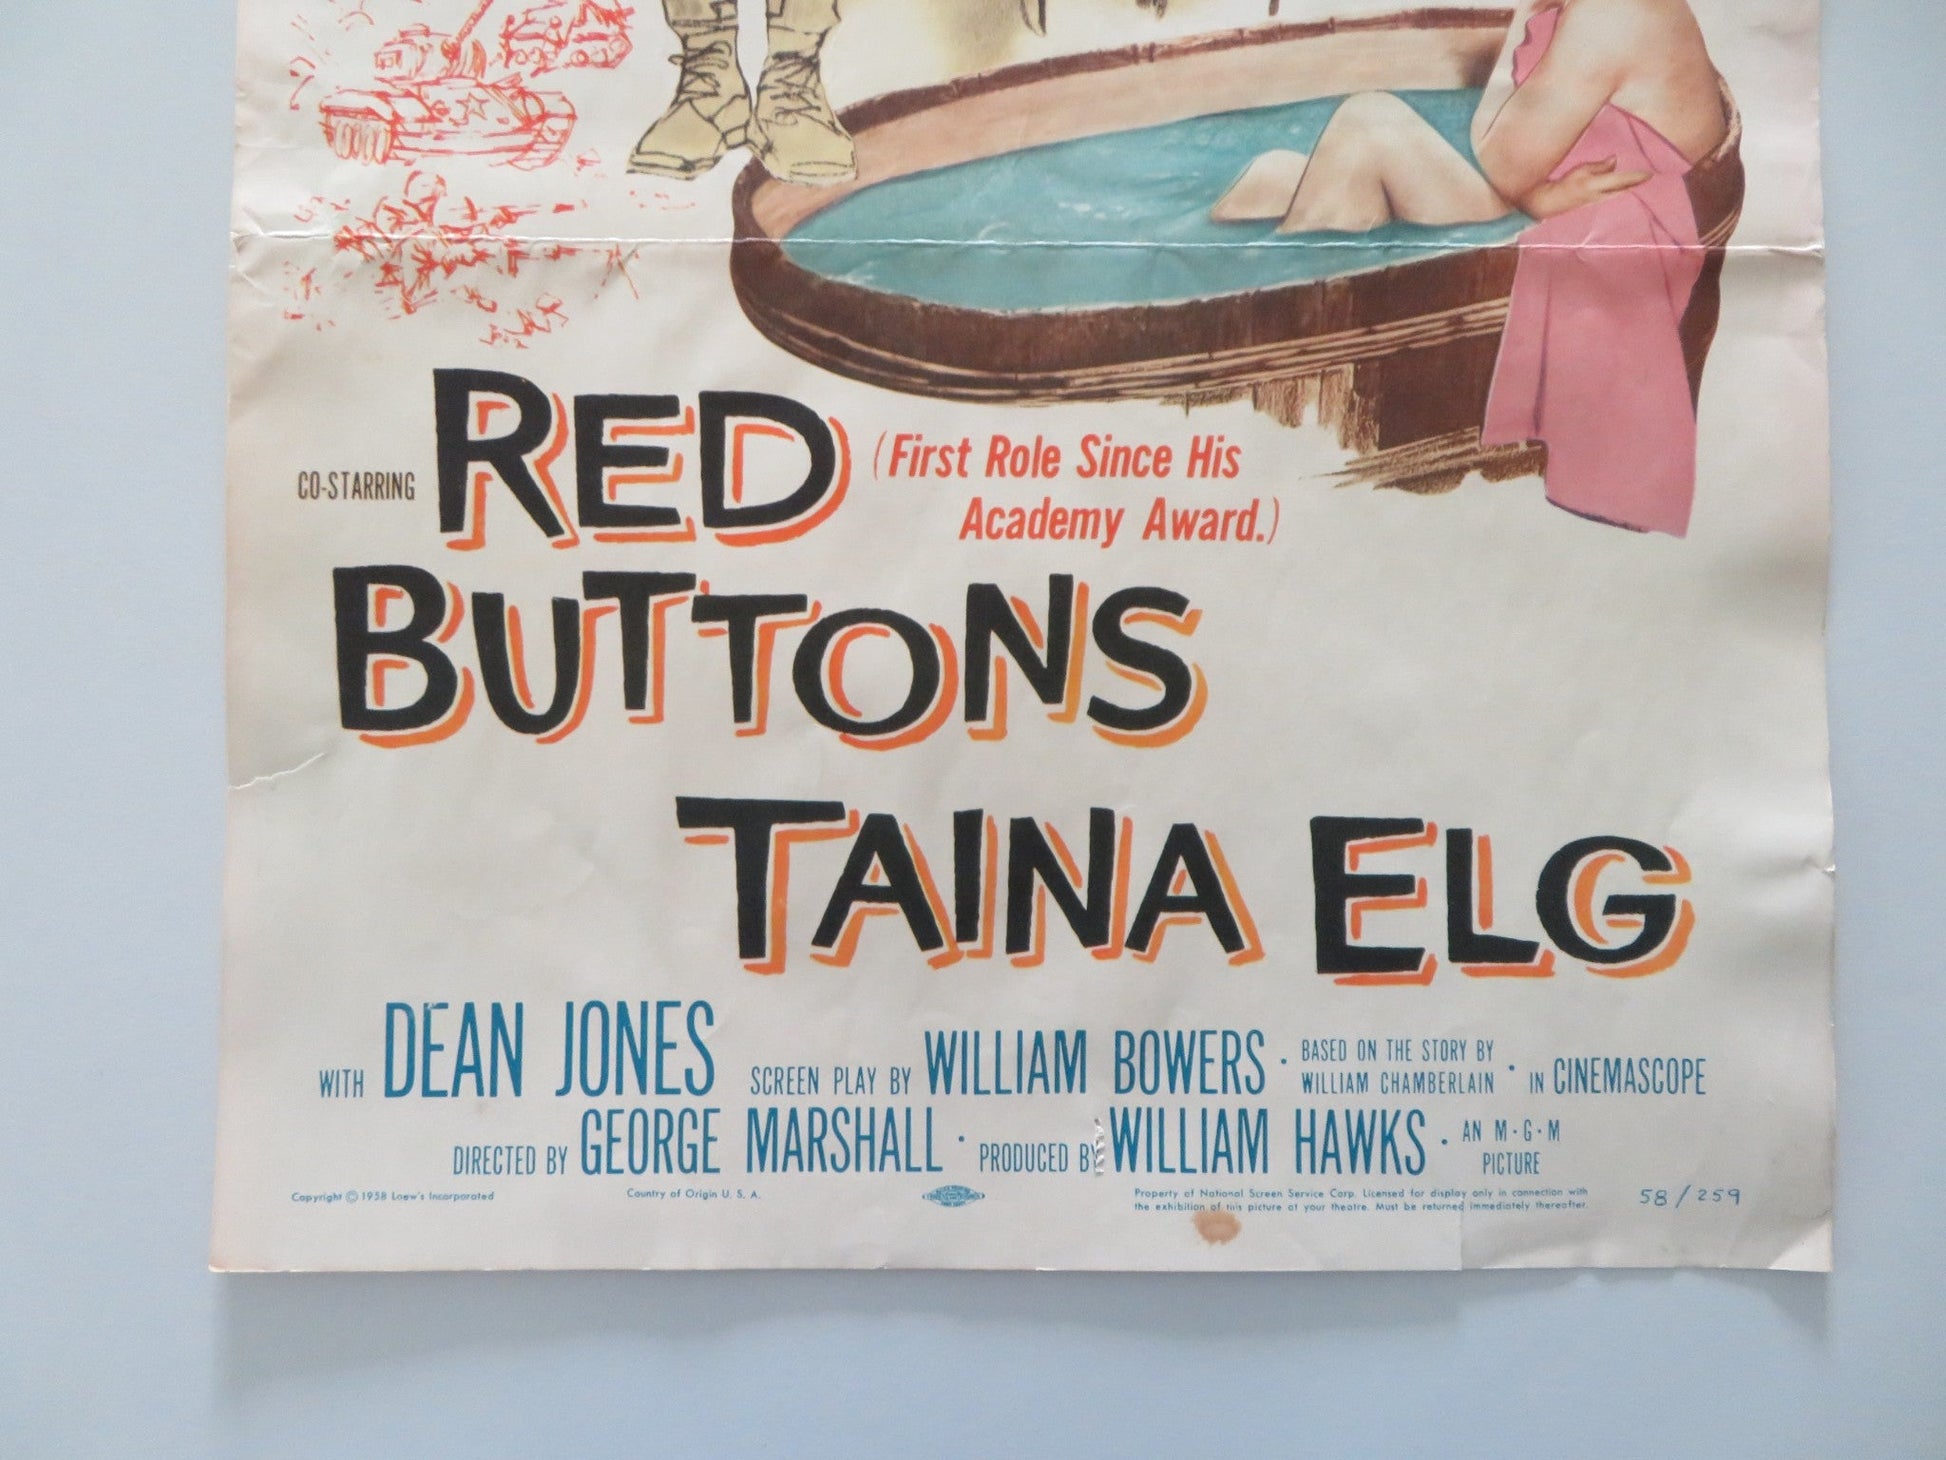 CO-STARRING RED (First Role Since His
Academy Award.)
BUTTONS
TAINA ELG
WITH DEAN JONES SCREEN PLAY BY WILLIAM BOWERS · BASED ON THE STORY BY
WILLIAM CHAMBERLAIN · IN CINEMASCOPE
DIRECTED BY GEORGE MARSHALL · PRODUCED BY WILLIAM HAWKS · AN M·G·M
PICTURE
Copyright © 1958 Loew's Incorporated Country of Origin U. S. A. Property of National Screen Service Corp. Licensed for display only in connection with
the exhibition of this picture at your theatre. Must be returned immediately thereafter. 58/259